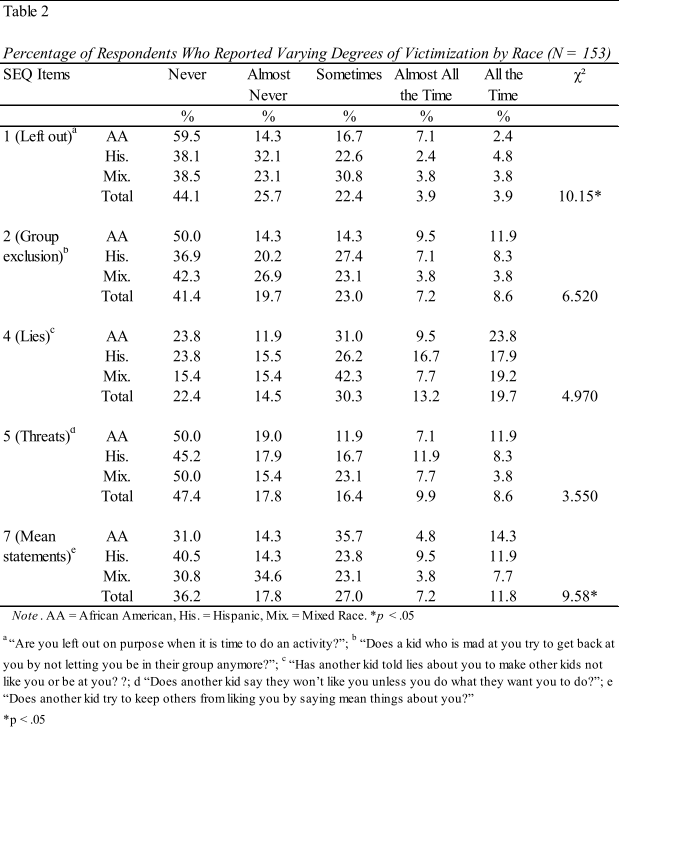 Table 2
Percentage of Respondents Who Reported Varying Degrees of Victimization by Race (N = 153)
SEQ Items Never Almost Never Sometimes Almost All the Time All the Time χ²
% % % % %
1 (Left out)a AA 59.5 14.3 16.7 7.1 2.4
His. 38.1 32.1 22.6 2.4 4.8
Mix. 38.5 23.1 30.8 3.8 3.8
Total 44.1 25.7 22.4 3.9 3.9 10.15*
2 (Group AA 50.0 14.3 14.3 9.5 11.9
exclusion)b His. 36.9 20.2 27.4 7.1 8.3
Mix. 42.3 26.9 23.1 3.8 3.8
Total 41.4 19.7 23.0 7.2 8.6 6.520
4 (Lies)c AA 23.8 11.9 31.0 9.5 23.8
His. 23.8 15.5 26.2 16.7 17.9
Mix. 15.4 15.4 42.3 7.7 19.2
Total 22.4 14.5 30.3 13.2 19.7 4.970
5 (Threats)d AA 50.0 19.0 11.9 7.1 11.9
His. 45.2 17.9 16.7 11.9 8.3
Mix. 50.0 15.4 23.1 7.7 3.8
Total 47.4 17.8 16.4 9.9 8.6 3.550
7 (Mean AA 31.0 14.3 35.7 4.8 14.3
statements)e His. 40.5 14.3 23.8 9.5 11.9
Mix. 30.8 34.6 23.1 3.8 7.7
Total 36.2 17.8 27.0 7.2 11.8 9.58*
Note. AA = African American, His. = Hispanic, Mix. = Mixed Race. *p < .05
a "Are you left out on purpose when it is time to do an activity?"; b "Does a kid who is mad at you try to get back at
you by not letting you be in their group anymore?"; c "Has another kid told lies about you to make other kids not
like you or be at you? ?; d "Does another kid say they won't like you unless you do what they want you to do?"; e
"Does another kid try to keep others from liking you by saying mean things about you?"
*p < .05